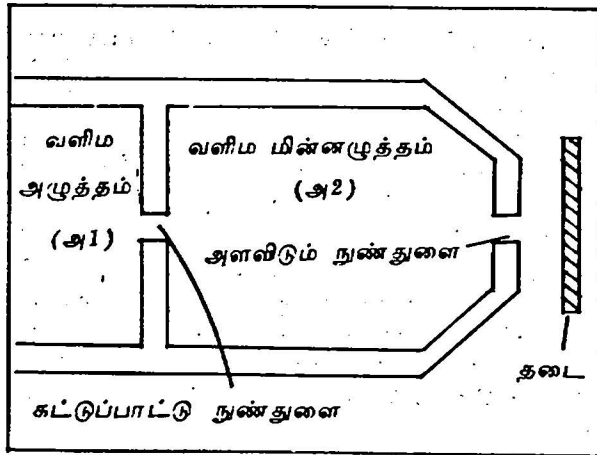 வளிம
அழுத்தம்
(அ1)
வளிம மின்னழுத்தம்
(அ2)
அளவிடும் நுண்துளை
தடை
கட்டுப்பாட்டு நுண்துளை